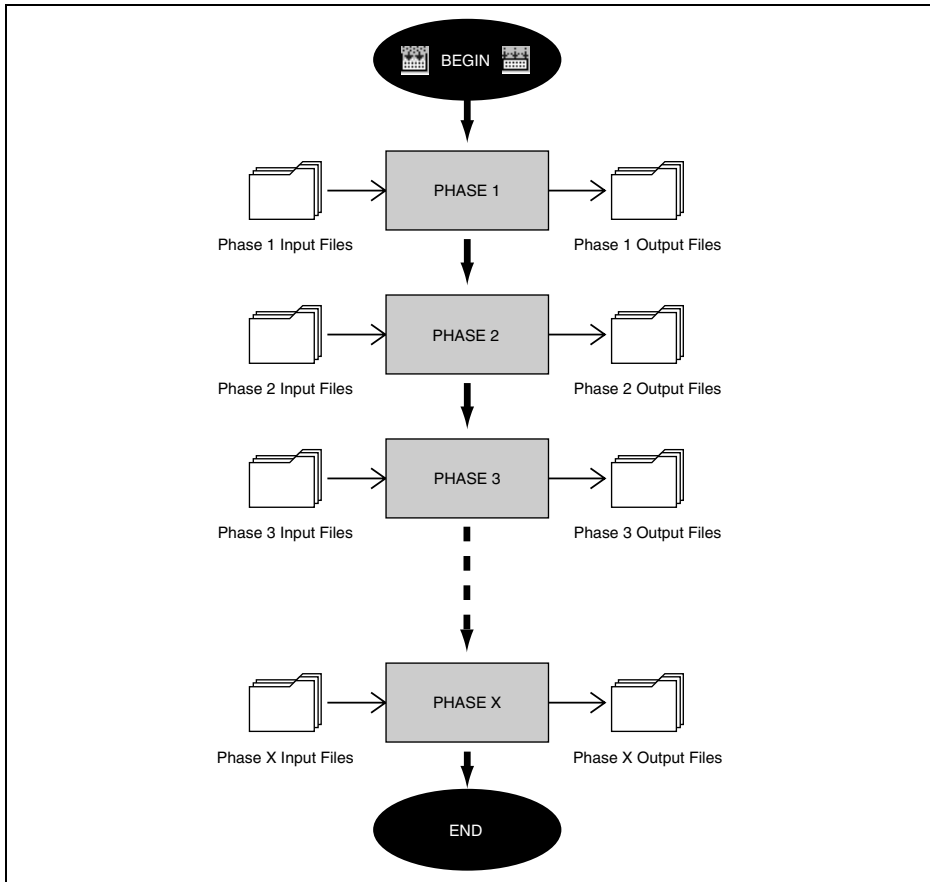 BEGIN
PHASE 1
Phase 1 Input Files
Phase 1 Output Files
PHASE 2
Phase 2 Input Files
Phase 2 Output Files
PHASE 3
Phase 3 Input Files
Phase 3 Output Files
PHASE X
Phase X Input Files
Phase X Output Files
END